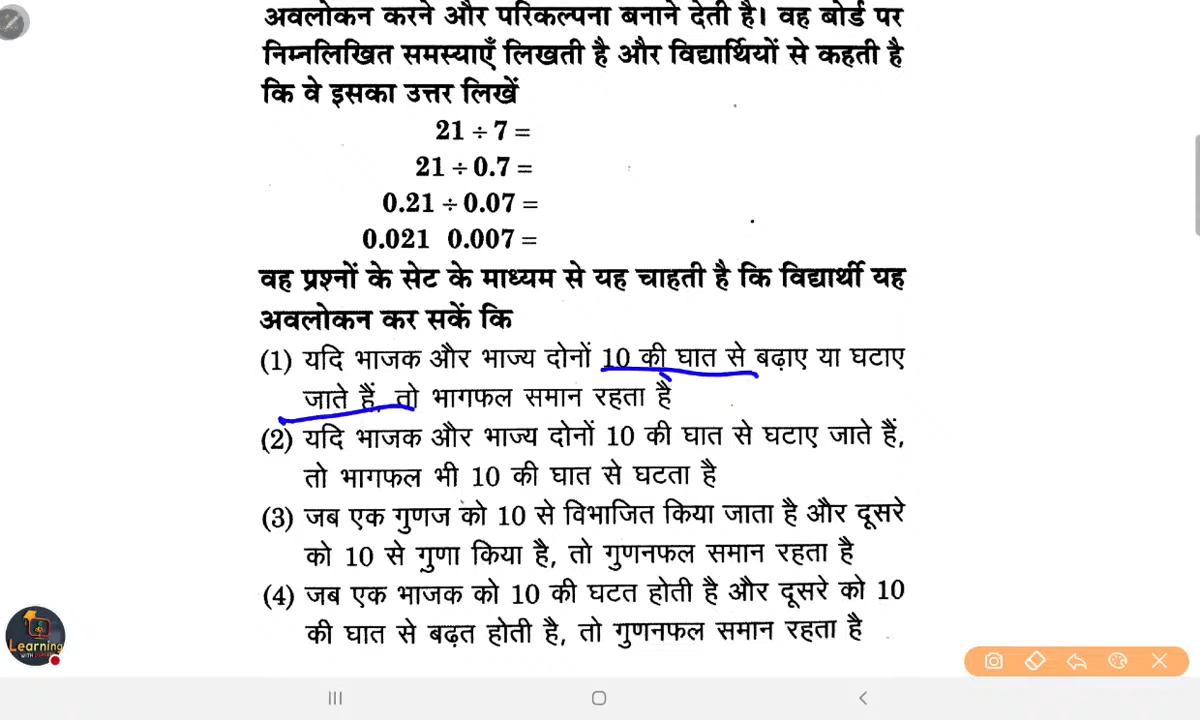 अवलोकन करने और परिकल्पना बनाने देती है। वह बोर्ड पर
निम्नलिखित समस्याएँ लिखती है और विद्यार्थियों से कहती है
कि वे इसका उत्तर लिखें
21 ÷ 7 =
21 ÷ 0.7 =
0.21 ÷ 0.07 =
0.021 0.007 =
वह प्रश्नों के सेट के माध्यम से यह चाहती है कि विद्यार्थी यह
अवलोकन कर सकें कि
(1) यदि भाजक और भाज्य दोनों 10 की घात से बढ़ाए या घटाए
जाते हैं, तो भागफल समान रहता है
(2) यदि भाजक और भाज्य दोनों 10 की घात से घटाए जाते हैं,
तो भागफल भी 10 की घात से घटता है
(3) जब एक गुणज को 10 से विभाजित किया जाता है और दूसरे
को 10 से गुणा किया है, तो गुणनफल समान रहता है
(4) जब एक भाजक को 10 की घटत होती है और दूसरे को 10
की घात से बढ़त होती है, तो गुणनफल समान रहता है
Learning